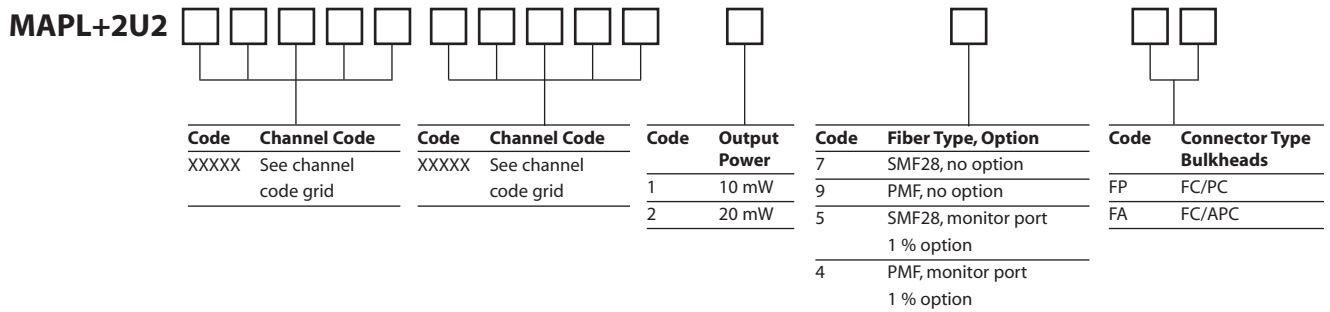 MAPL+2U2
Code Channel Code
XXXXX See channel
code grid
Code Channel Code
XXXXX See channel
code grid
Code Output
Power
1 10 mW
2 20 mW
Code Fiber Type, Option
7 SMF28, no option
9 PMF, no option
5 SMF28, monitor port
1 % option
4 PMF, monitor port
1 % option
Code Connector Type
Bulkheads
FP FC/PC
FA FC/APC